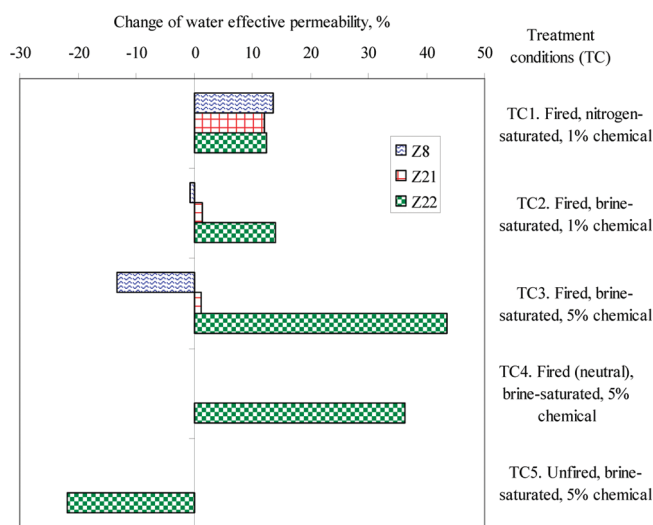 Change of water effective permeability, %
-30 -20 -10 0 10 20 30 40 50
Treatment
conditions (TC)
TC1. Fired, nitrogen-
saturated, 1% chemical
Z8
Z21
Z22
TC2. Fired, brine-
saturated, 1% chemical
TC3. Fired, brine-
saturated, 5% chemical
TC4. Fired (neutral),
brine-saturated, 5%
chemical
TC5. Unfired, brine-
saturated, 5% chemical